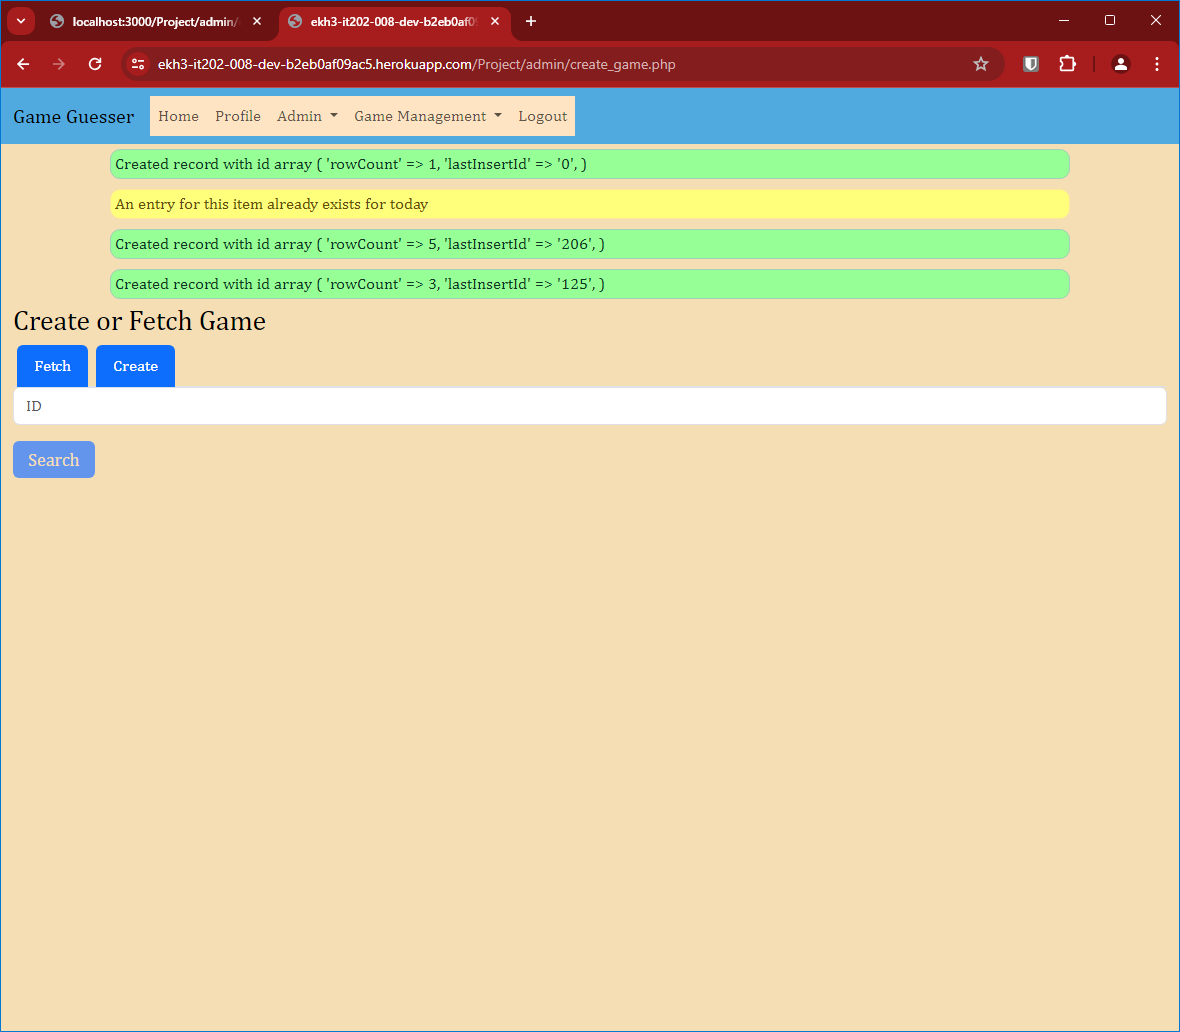 localhost:3000/Project/admin/
ekh3-it202-008-dev-b2eb0af09
ekh3-it202-008-dev-b2eb0af09ac5.herokuapp.com/Project/admin/create_game.php
Game Guesser Home Profile Admin Game Management Logout
Created record with id array ( 'rowCount' => 1, 'lastInsertId' => '0', )
An entry for this item already exists for today
Created record with id array ( 'rowCount' => 5, 'lastInsertId' => '206', )
Created record with id array ( 'rowCount' => 3, 'lastInsertId' => '125', )
Create or Fetch Game
Fetch Create
ID
Search